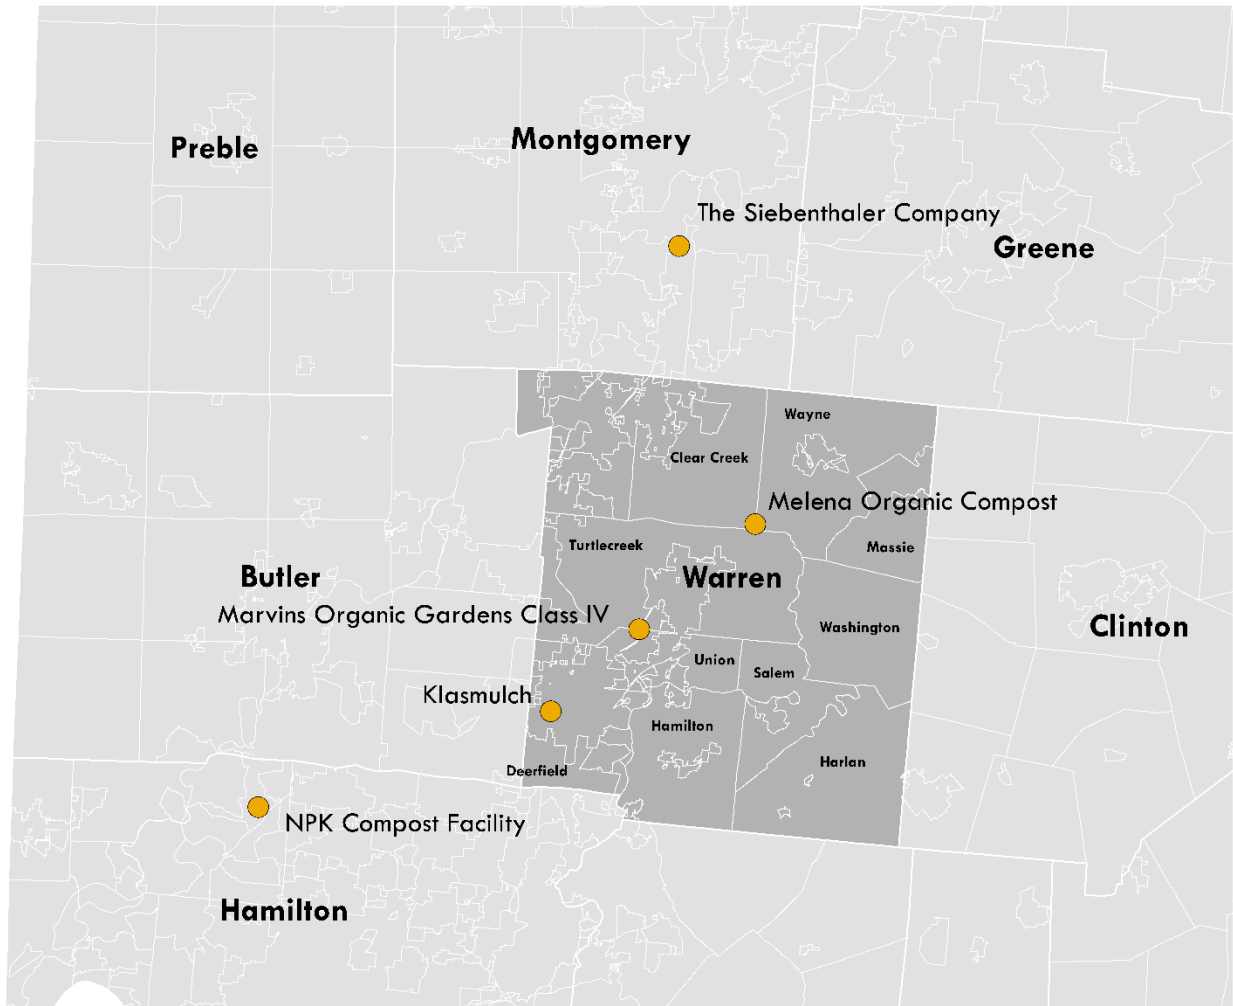 Preble
Montgomery
The Siebenthaler Company
Greene
Wayne
Clear Creek
Melena Organic Compost
Turtlecreek
Massie
Butler
Warren
Marvins Organic Gardens Class IV
Washington
Clinton
Union
Salem
Klasmulch
Hamilton
Harlan
Deerfield
NPK Compost Facility
Hamilton